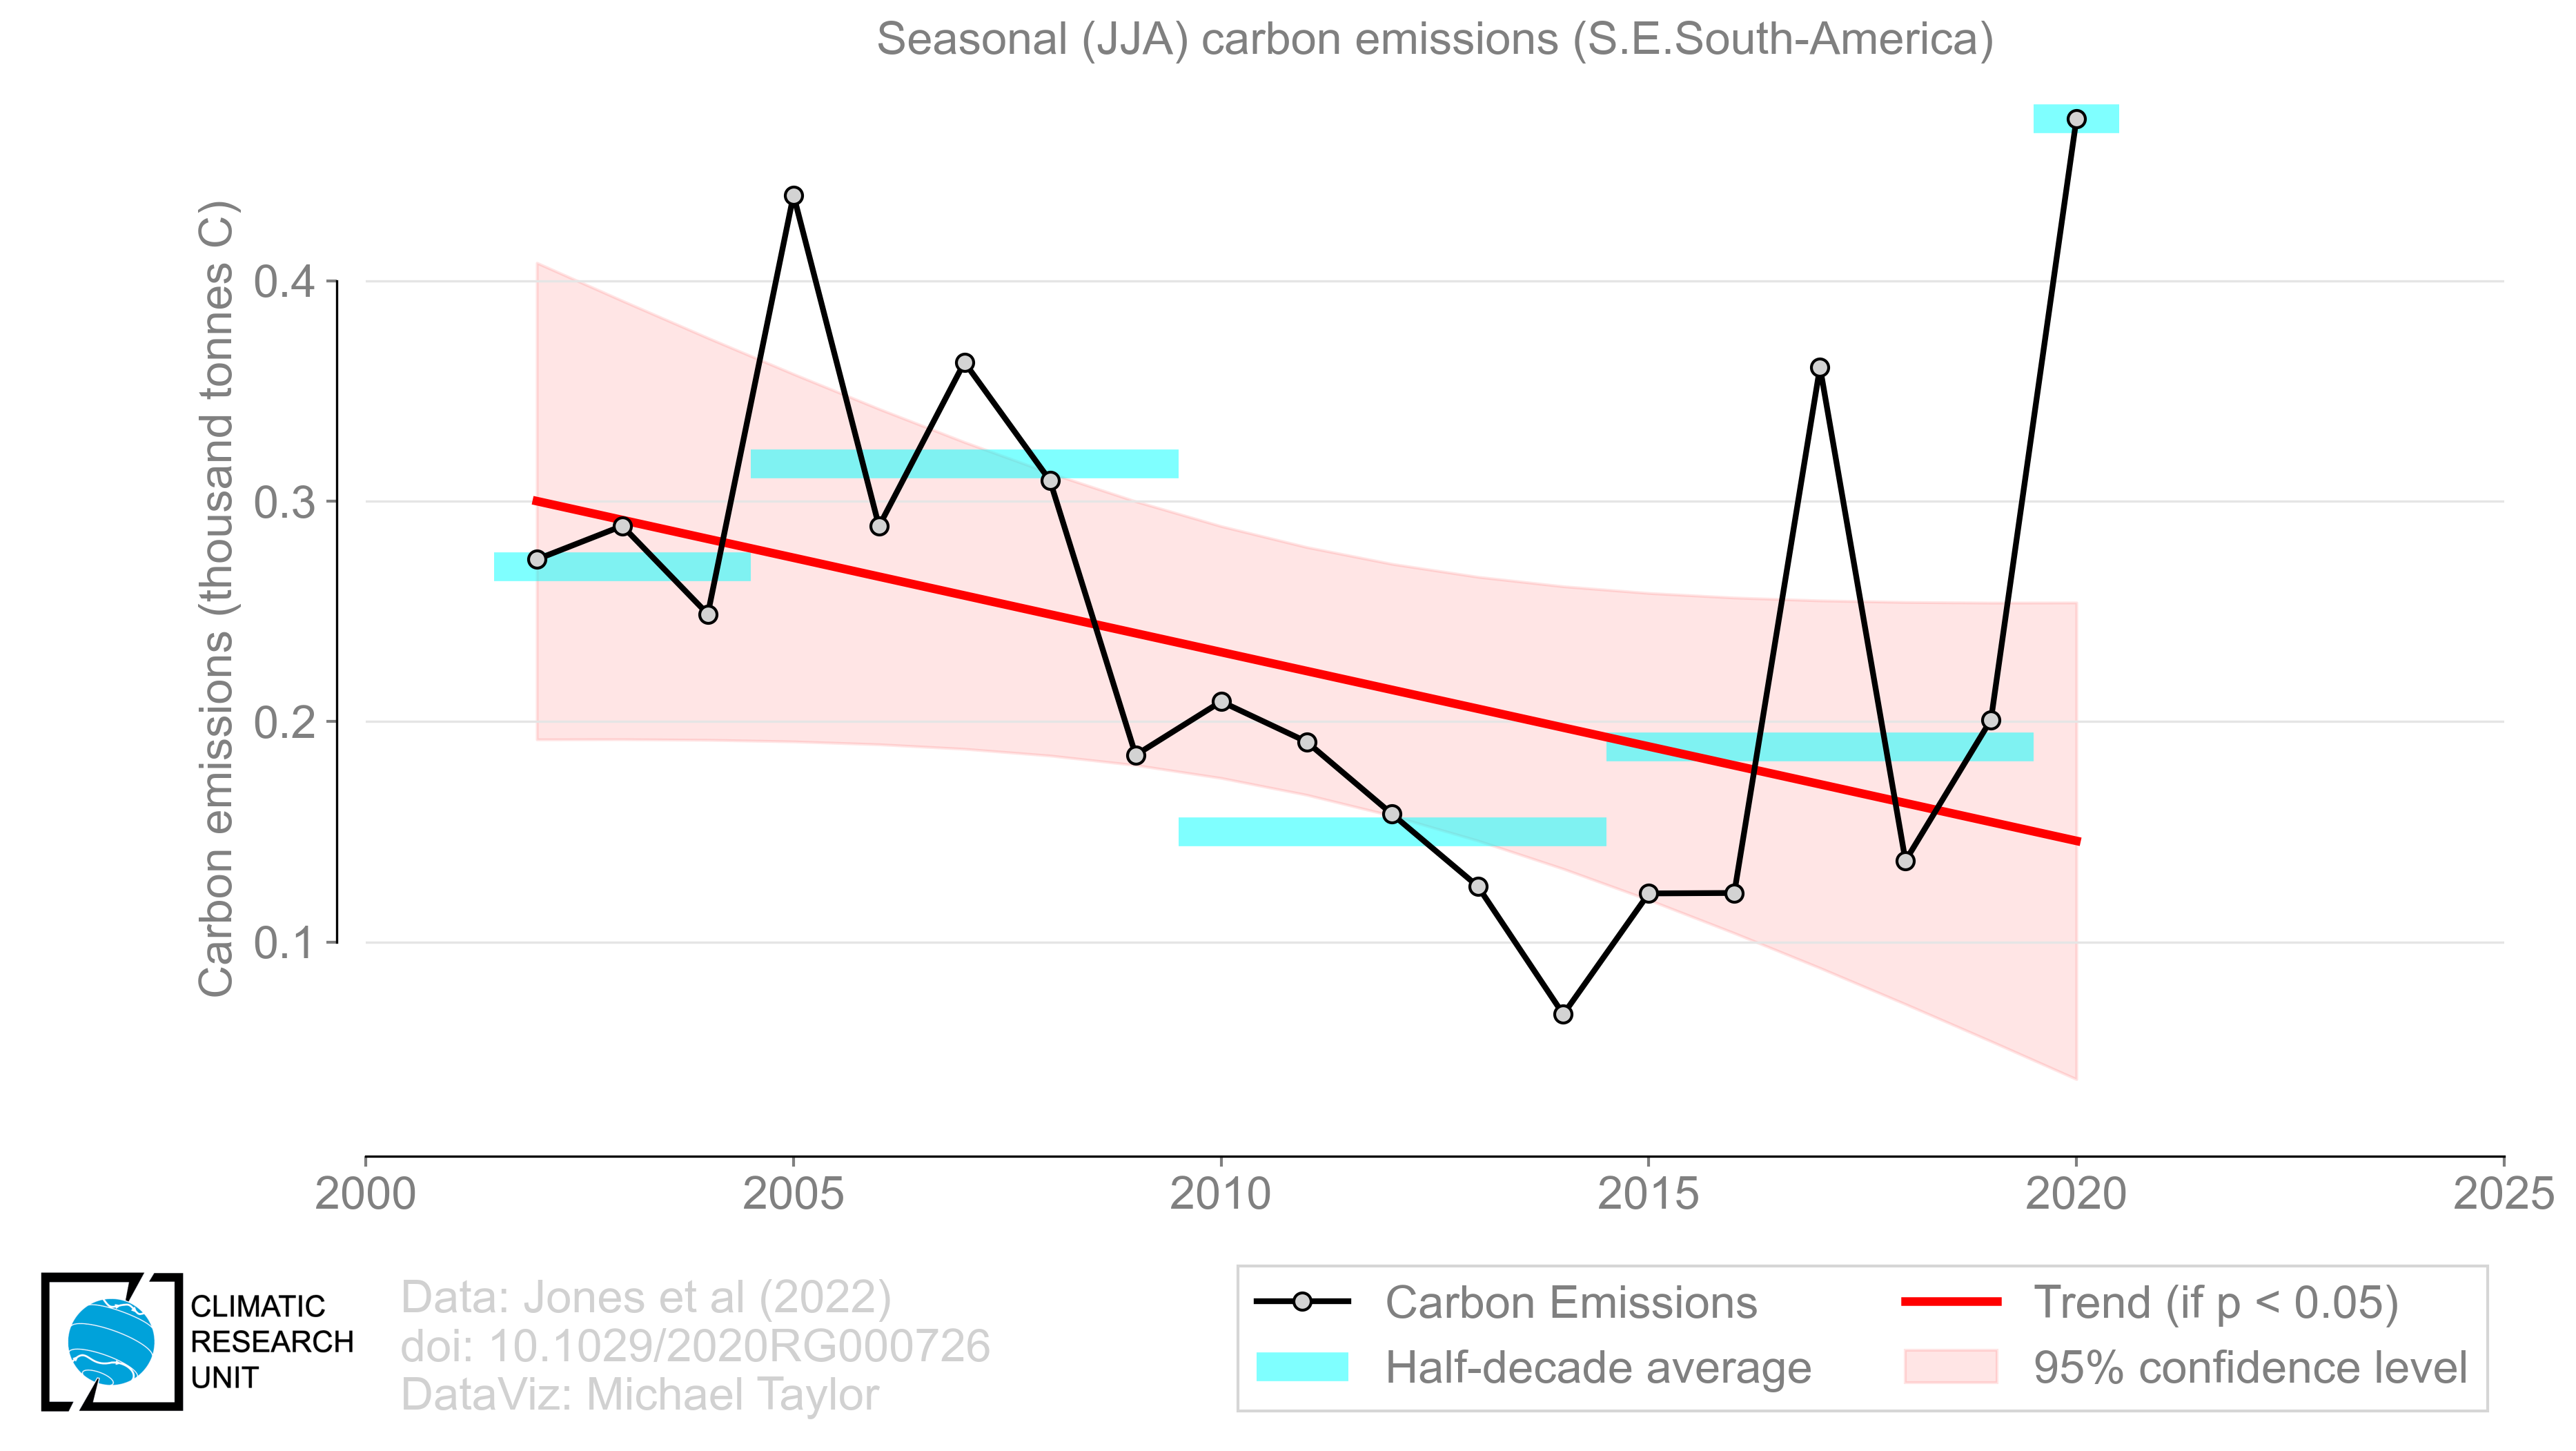 Seasonal (JJA) carbon emissions (S.E.South-America)
Carbon emissions (thousand tonnes C)
0.4
0.3
0.2
0.1
2000
2005
2010
2015
2020
2025
CLIMATIC
RESEARCH
UNIT
Data: Jones et al (2022)
doi: 10.1029/2020RG000726
DataViz: Michael Taylor
Carbon Emissions
Half-decade average
Trend (if p < 0.05)
95% confidence level